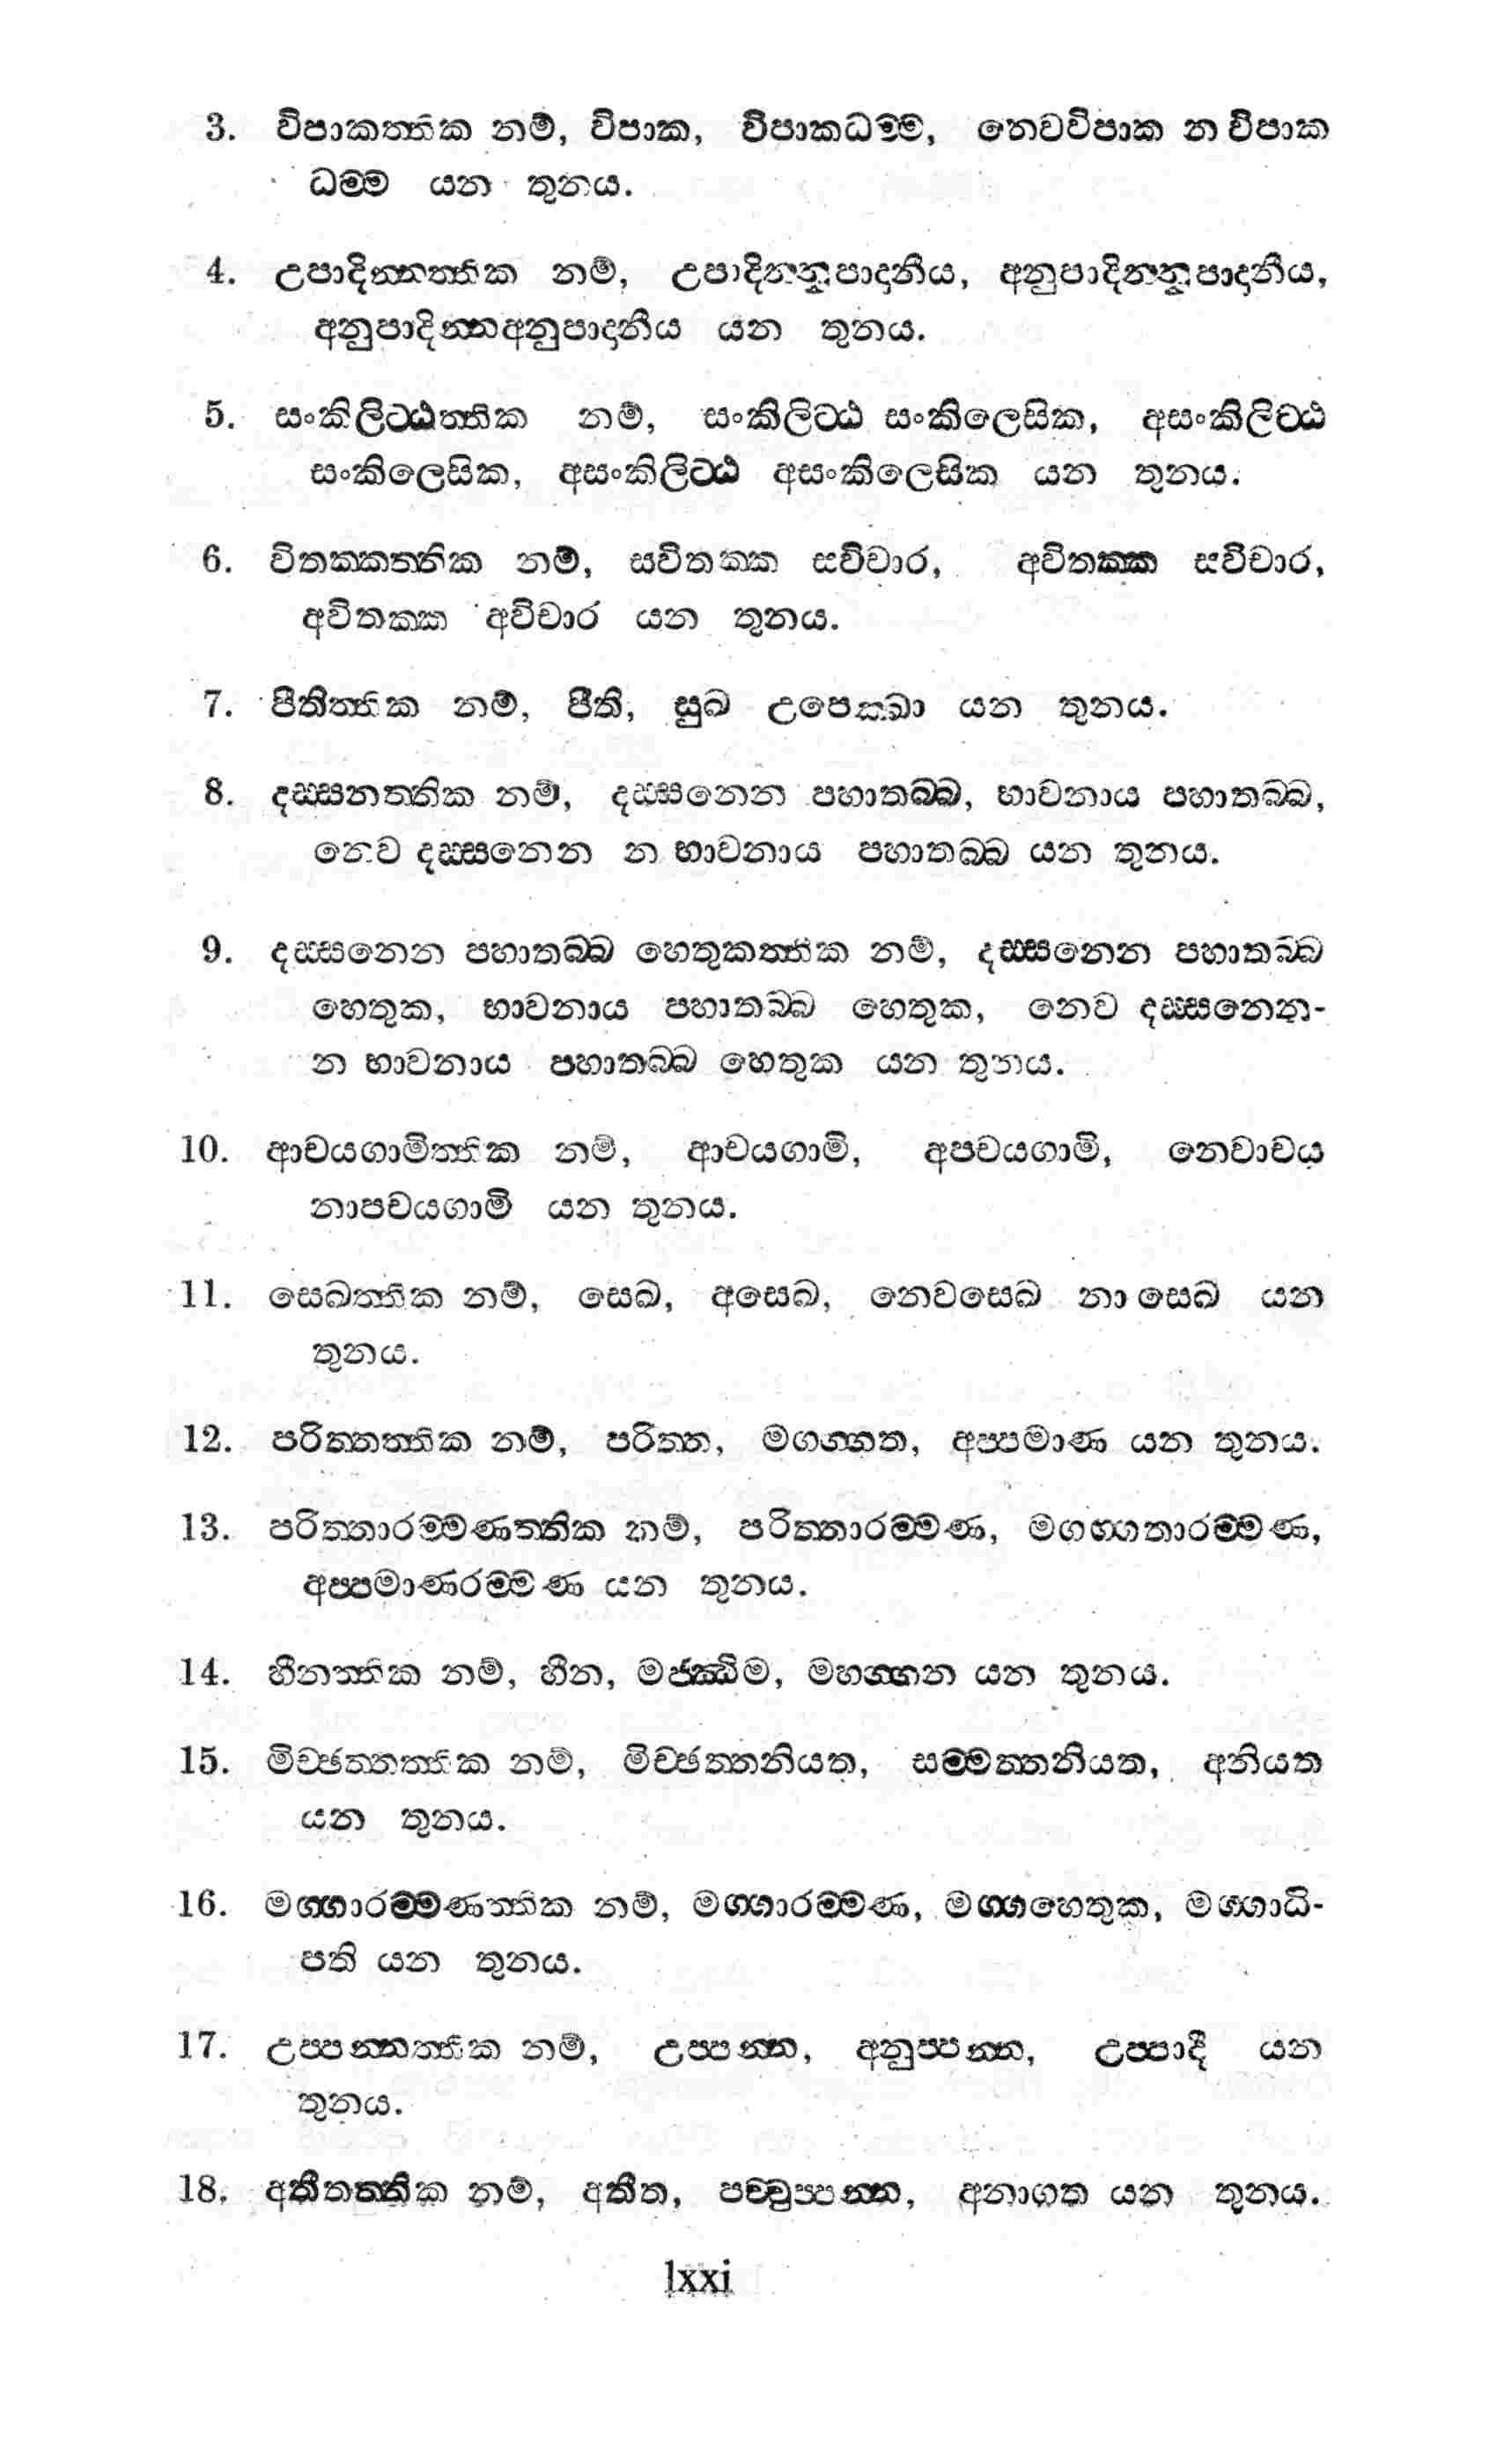 3. විපාකත්තික නම්, විපාක, විපාකධම්ම, නෙවවිපාක න විපාක
ධම්ම යන තුනය.
4. උපාදින්නත්තික නම්, උපාදින්නුපාදානීය, අනුපාදින්නුපාදානීය,
අනුපාදින්නඅනුපාදානීය යන තුනය.
5. සංකිලිට්ඨත්තික නම්, සංකිලිට්ඨ සංකිලෙසික, අසංකිලිට්ඨ
සංකිලෙසික, අසංකිලිට්ඨ අසංකිලෙසික යන තුනය.
6. විතක්කත්තික නම්, සවිතක්ක සවිචාර, අවිතක්ක සවිචාර,
අවිතක්ක අවිචාර යන තුනය.
7. පීතිත්තික නම්, පීති, සුඛ උපෙක්ඛා යන තුනය.
8. දස්සනත්තික නම්, දස්සනෙන පහාතබ්බ, භාවනාය පහාතබ්බ,
නෙව දස්සනෙන න භාවනාය පහාතබ්බ යන තුනය.
9. දස්සනෙන පහාතබ්බ හෙතුකත්තික නම්, දස්සනෙන පහාතබ්බ
හෙතුක, භාවනාය පහාතබ්බ හෙතුක, නෙව දස්සනෙන-
න භාවනාය පහාතබ්බ හෙතුක යන තුනය.
10. ආචයගාමිත්තික නම්, ආචයගාමි, අපචයගාමි, නෙවාචය
නාපචයගාමි යන තුනය.
11. සෙඛත්තික නම්, සෙඛ, අසෙඛ, නෙවසෙඛ නා සෙඛ යන
තුනය.
12. පරිත්තත්තික නම්, පරිත්ත, මගග්ගත, අප්පමාණ යන තුනය.
13. පරිත්තාරම්මණත්තික නම්, පරිත්තාරම්මණ, මගග්ගතාරම්මණ,
අප්පමාණරම්මණ යන තුනය.
14. හීනත්තික නම්, හීන, මජ්ඣිම, මහග්ගන යන තුනය.
15. මිච්ඡත්තත්තික නම්, මිච්ඡත්තනියත, සම්මත්තනියත, අනියත
යන තුනය.
16. මග්ගාරම්මණත්තික නම්, මග්ගාරම්මණ, මග්ගහෙතුක, මග්ගාධි-
පති යන තුනය.
17. උප්පන්නත්තික නම්, උප්පන්න, අනුප්පන්න, උප්පාදී යන
තුනය.
18. අතීතත්තික නම්, අතීත, පච්චුප්පන්න, අනාගත යන තුනය.
lxxi